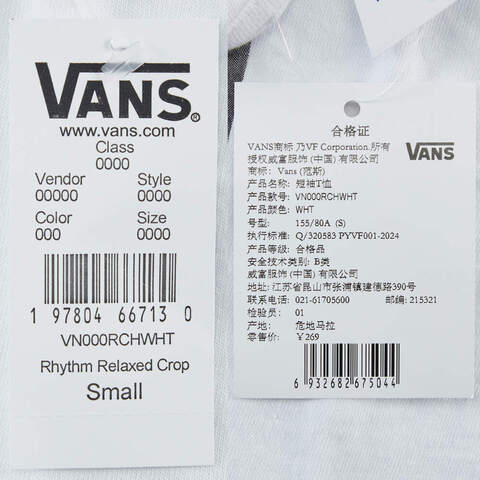 VANS®
www.vans.com
Class
0000
Vendor Style
00000 0000
Color Size
000 000
1 97804 66713 0
VN000RCHWHT
Rhythm Relaxed Crop
Small
合格证
VANS商标 乃VF Corporation.所有
授权威富服饰 (中国) 有限公司
商标: Vans (范斯)
VANS
产品名称: 短袖T恤
产品款号: VN000RCHWHT
产品颜色: WHT
号型: 155/80A (S)
执行标准: Q/320583 PYVF001-2024
产品等级: 合格品
安全技术类别: B类
威富服饰 (中国) 有限公司
地址: 江苏省昆山市张浦镇建德路390号
联系电话: 021-61705600 邮编: 215321
检验员: 01
产地: 危地马拉
零售价: ￥269
6 932682 675044